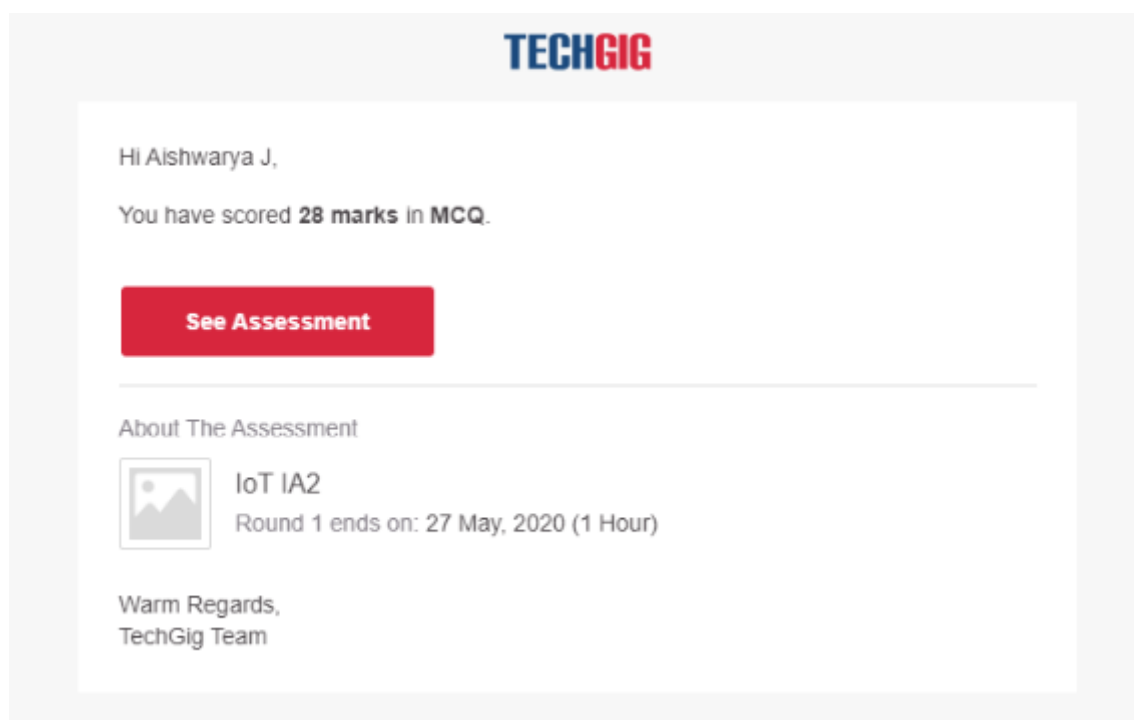 TECHGIG
Hi Aishwarya J,
You have scored 28 marks in MCQ.
See Assessment
About The Assessment
IoT IA2
Round 1 ends on: 27 May, 2020 (1 Hour)
Warm Regards,
TechGig Team